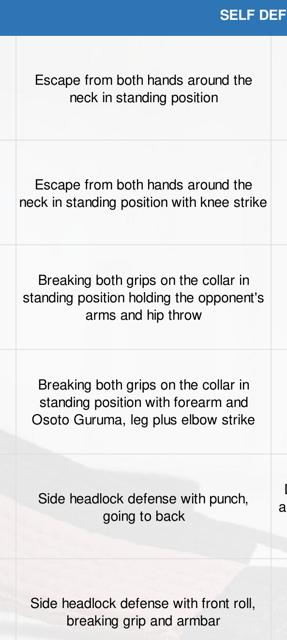 SELF DEF
Escape from both hands around the
neck in standing position
Escape from both hands around the
neck in standing position with knee strike
Breaking both grips on the collar in
standing position holding the opponent's
arms and hip throw
Breaking both grips on the collar in
standing position with forearm and
Osoto Guruma, leg plus elbow strike
Side headlock defense with punch,
going to back
Side headlock defense with front roll,
breaking grip and armbar